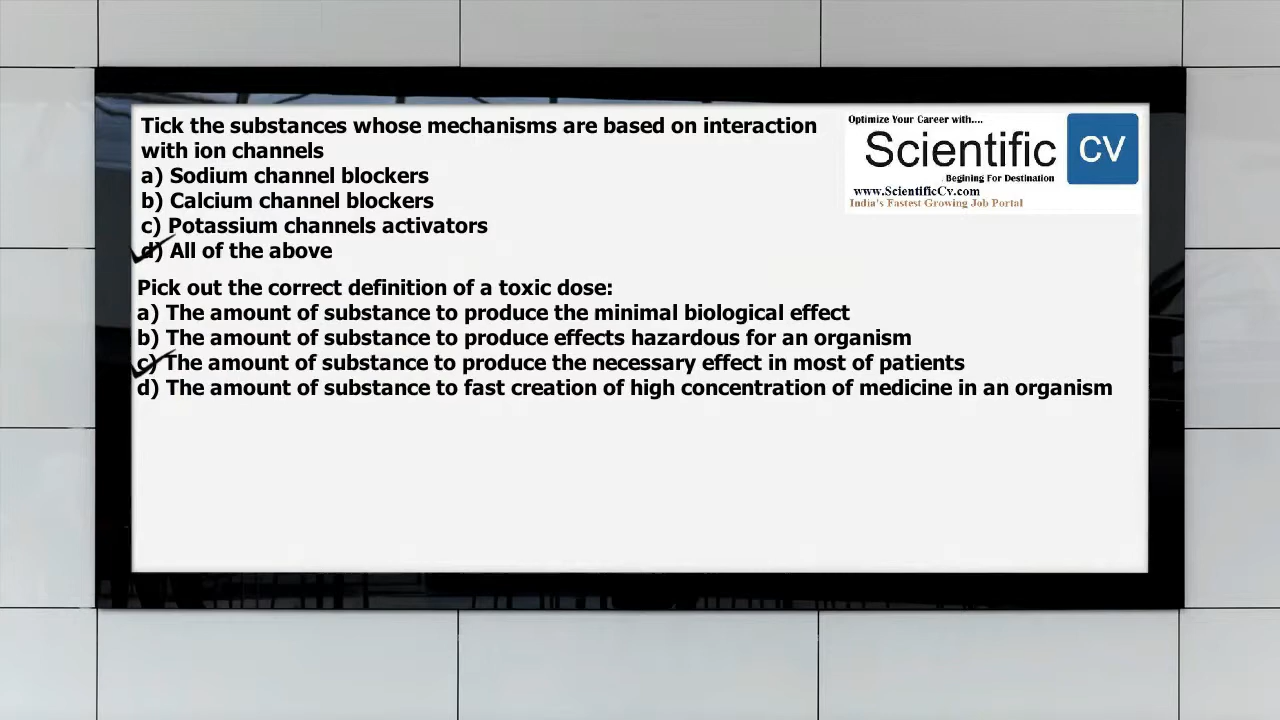 Tick the substances whose mechanisms are based on interaction
with ion channels
a) Sodium channel blockers
b) Calcium channel blockers
c) Potassium channels activators
d) All of the above
Pick out the correct definition of a toxic dose:
a) The amount of substance to produce the minimal biological effect
b) The amount of substance to produce effects hazardous for an organism
c) The amount of substance to produce the necessary effect in most of patients
d) The amount of substance to fast creation of high concentration of medicine in an organism
Optimize Your Career with....
Scientific CV
Begining For Destination
www.ScientificCv.com
India's Fastest Growing Job Portal